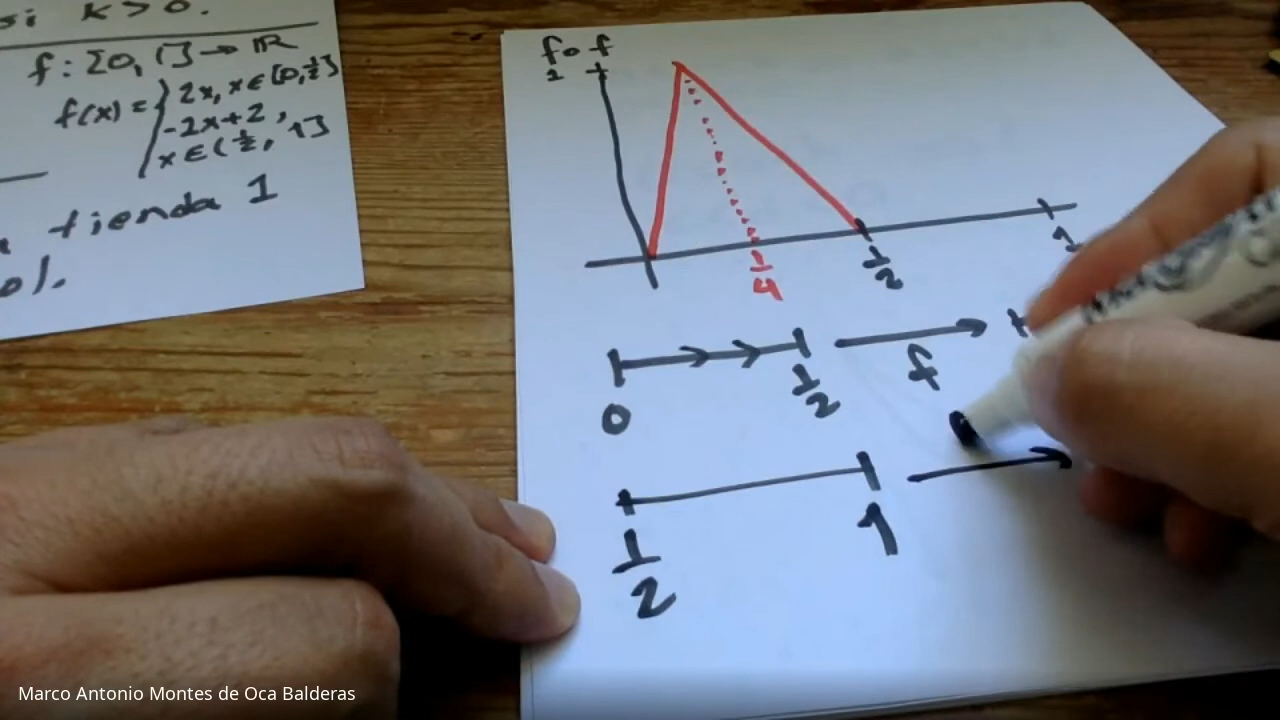 si k > 0.
f: [0, 1] → ℝ
f(x) = { 2x, x ∈ [0, 1/2]
-2x+2,
x ∈ (1/2, 1]
tienda 1
f∘f
1
1/4
1/2
1
0
1/2
f
1/2
1
Marco Antonio Montes de Oca Balderas